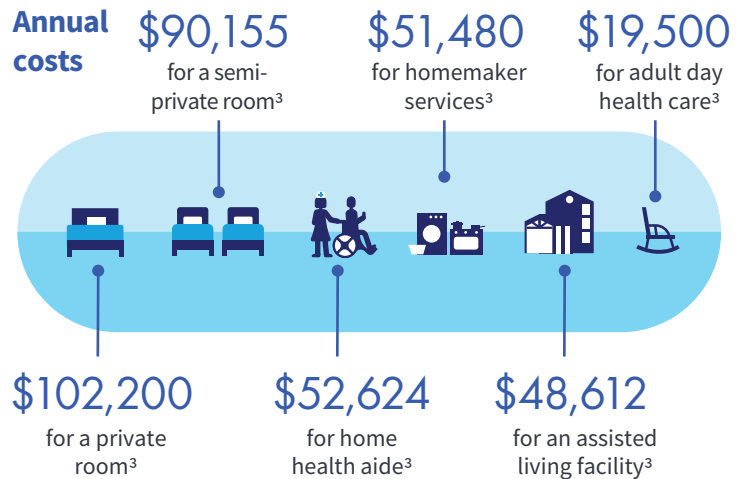 Annual
costs
$90,155
for a semi-
private room³
$51,480
for homemaker
services³
$19,500
for adult day
health care³
$102,200
for a private
room³
$52,624
for home
health aide³
$48,612
for an assisted
living facility³